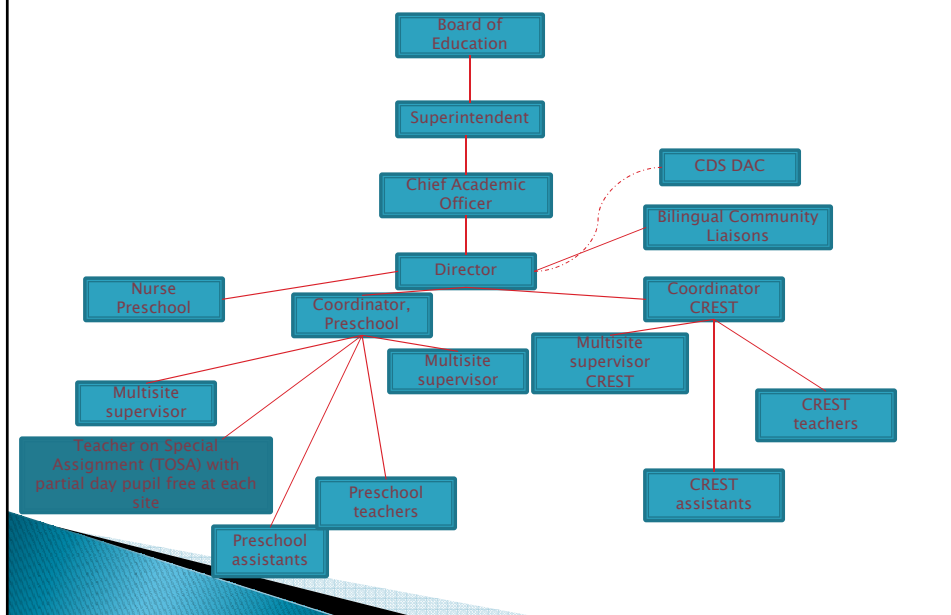 Board of
Education
Superintendent
Chief Academic
Officer
CDS DAC
Bilingual Community
Liaisons
Director
Nurse
Preschool
Coordinator,
Preschool
Coordinator
CREST
Multisite
supervisor
Multisite
supervisor
Multisite
supervisor
CREST
CREST
teachers
Teacher on Special
Assignment (TOSA) with
partial day pupil free at each
site
Preschool
teachers
CREST
assistants
Preschool
assistants